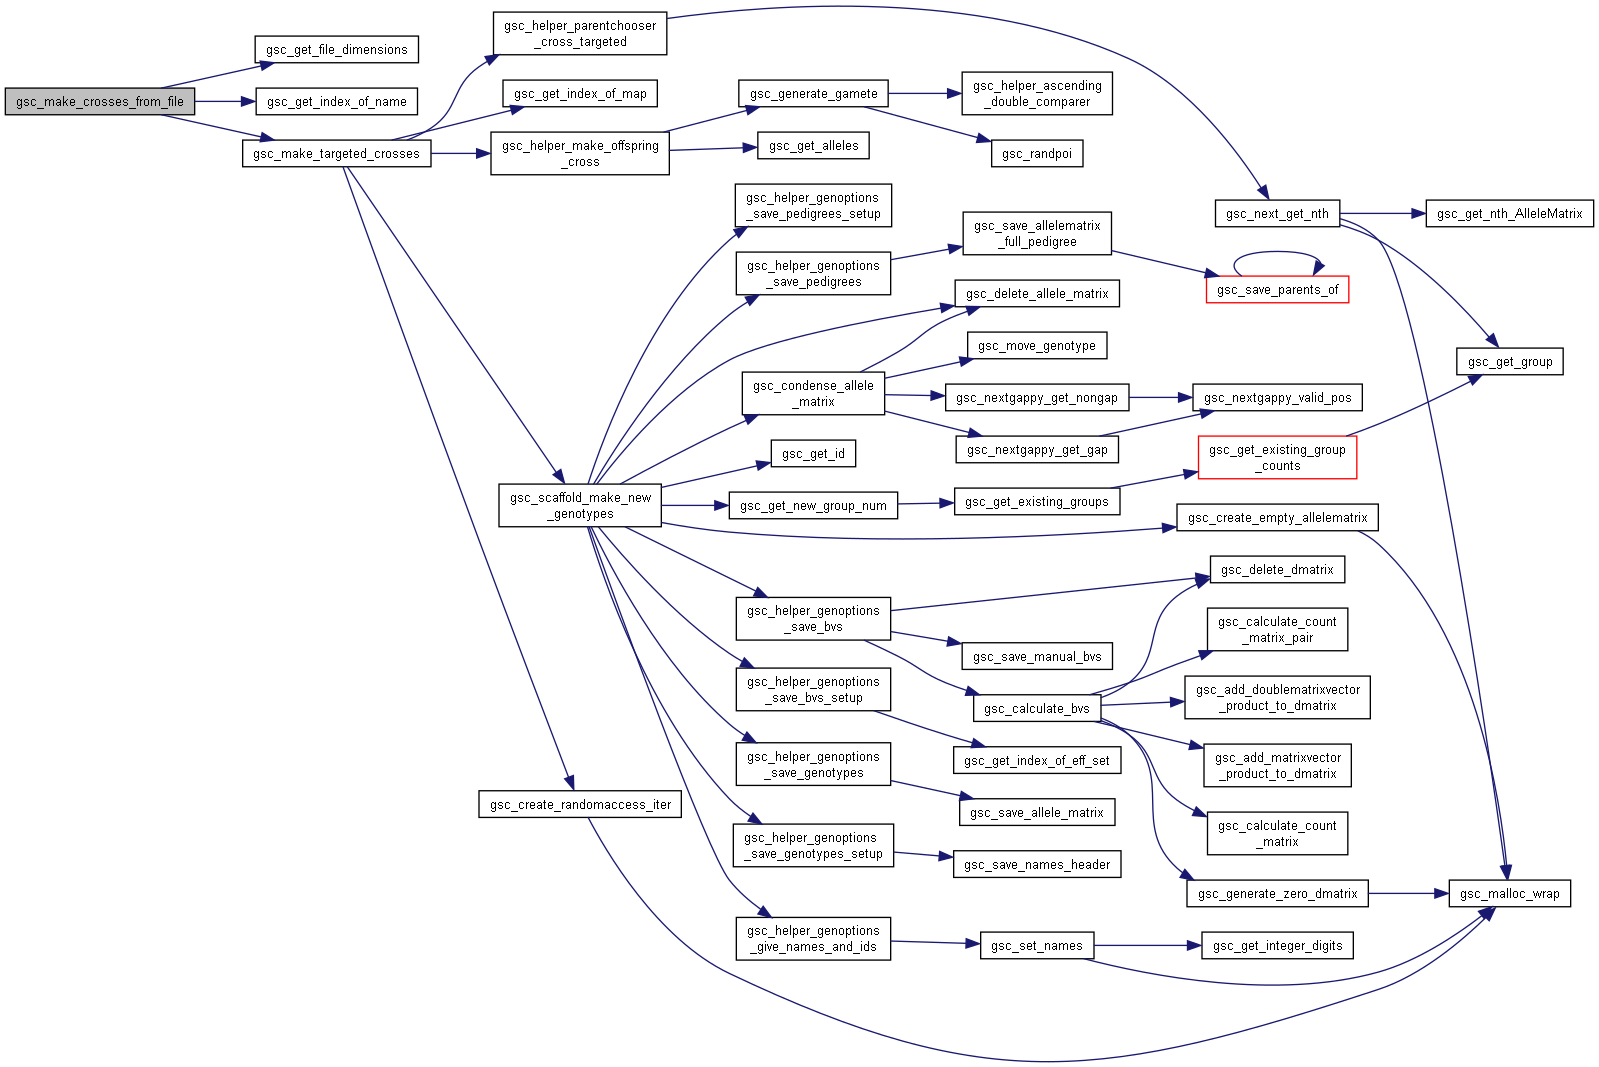 gsc_make_crosses_from_file
gsc_get_file_dimensions
gsc_get_index_of_name
gsc_make_targeted_crosses
gsc_helper_parentchooser
_cross_targeted
gsc_get_index_of_map
gsc_helper_make_offspring
_cross
gsc_scaffold_make_new
_genotypes
gsc_create_randomaccess_iter
gsc_generate_gamete
gsc_get_alleles
gsc_helper_genoptions
_save_pedigrees_setup
gsc_helper_genoptions
_save_pedigrees
gsc_condense_allele
_matrix
gsc_get_id
gsc_get_new_group_num
gsc_helper_genoptions
_save_bvs
gsc_helper_genoptions
_save_bvs_setup
gsc_helper_genoptions
_save_genotypes
gsc_helper_genoptions
_save_genotypes_setup
gsc_helper_genoptions
_give_names_and_ids
gsc_helper_ascending
_double_comparer
gsc_randpoi
gsc_save_allelematrix
_full_pedigree
gsc_delete_allele_matrix
gsc_move_genotype
gsc_nextgappy_get_nongap
gsc_nextgappy_get_gap
gsc_get_existing_groups
gsc_save_manual_bvs
gsc_calculate_bvs
gsc_get_index_of_eff_set
gsc_save_allele_matrix
gsc_save_names_header
gsc_set_names
gsc_next_get_nth
gsc_save_parents_of
gsc_nextgappy_valid_pos
gsc_get_existing_group
_counts
gsc_create_empty_allelematrix
gsc_delete_dmatrix
gsc_calculate_count
_matrix_pair
gsc_add_doublematrixvector
_product_to_dmatrix
gsc_add_matrixvector
_product_to_dmatrix
gsc_calculate_count
_matrix
gsc_generate_zero_dmatrix
gsc_get_integer_digits
gsc_get_nth_AlleleMatrix
gsc_get_group
gsc_malloc_wrap